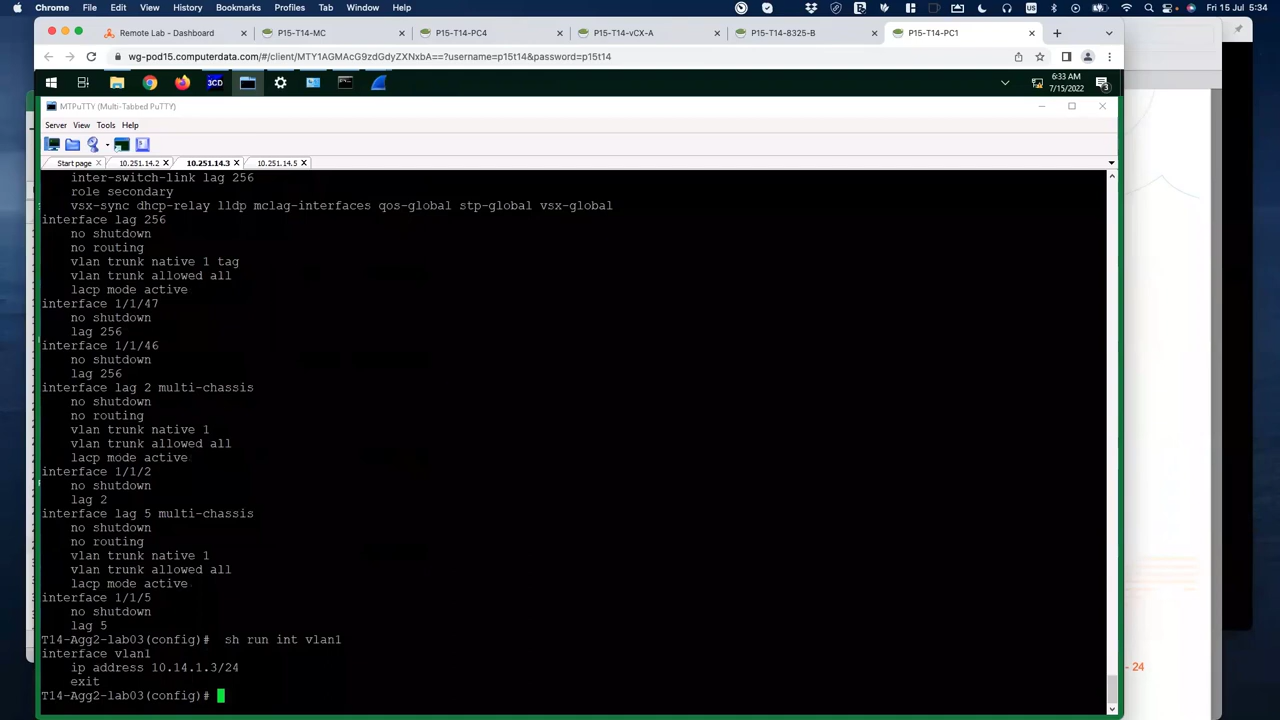 Chrome File Edit View History Bookmarks Profiles Tab Window Help Fri 15 Jul 5:34
Remote Lab - Dashboard P15-T14-MC P15-T14-PC4 P15-T14-vCX-A P15-T14-8325-B P15-T14-PC1
wg-pod15.computerdata.com/#/client/MTY1AGMAcG9zdGdyZXNxbA==?username=p15t14&password=p15t14
3CD
6:33 AM
7/15/2022
3
MTPuTTY (Multi-Tabbed PuTTY)
Server View Tools Help
Start page 10.251.14.2 10.251.14.3 10.251.14.5
inter-switch-link lag 256
role secondary
vsx-sync dhcp-relay lldp mclag-interfaces qos-global stp-global vsx-global
interface lag 256
no shutdown
no routing
vlan trunk native 1 tag
vlan trunk allowed all
lacp mode active
interface 1/1/47
no shutdown
lag 256
interface 1/1/46
no shutdown
lag 256
interface lag 2 multi-chassis
no shutdown
no routing
vlan trunk native 1
vlan trunk allowed all
lacp mode active
interface 1/1/2
no shutdown
lag 2
interface lag 5 multi-chassis
no shutdown
no routing
vlan trunk native 1
vlan trunk allowed all
lacp mode active
interface 1/1/5
no shutdown
lag 5
T14-Agg2-lab03(config)#  sh run int vlan1
interface vlan1
ip address 10.14.1.3/24
exit
T14-Agg2-lab03(config)#
- 24